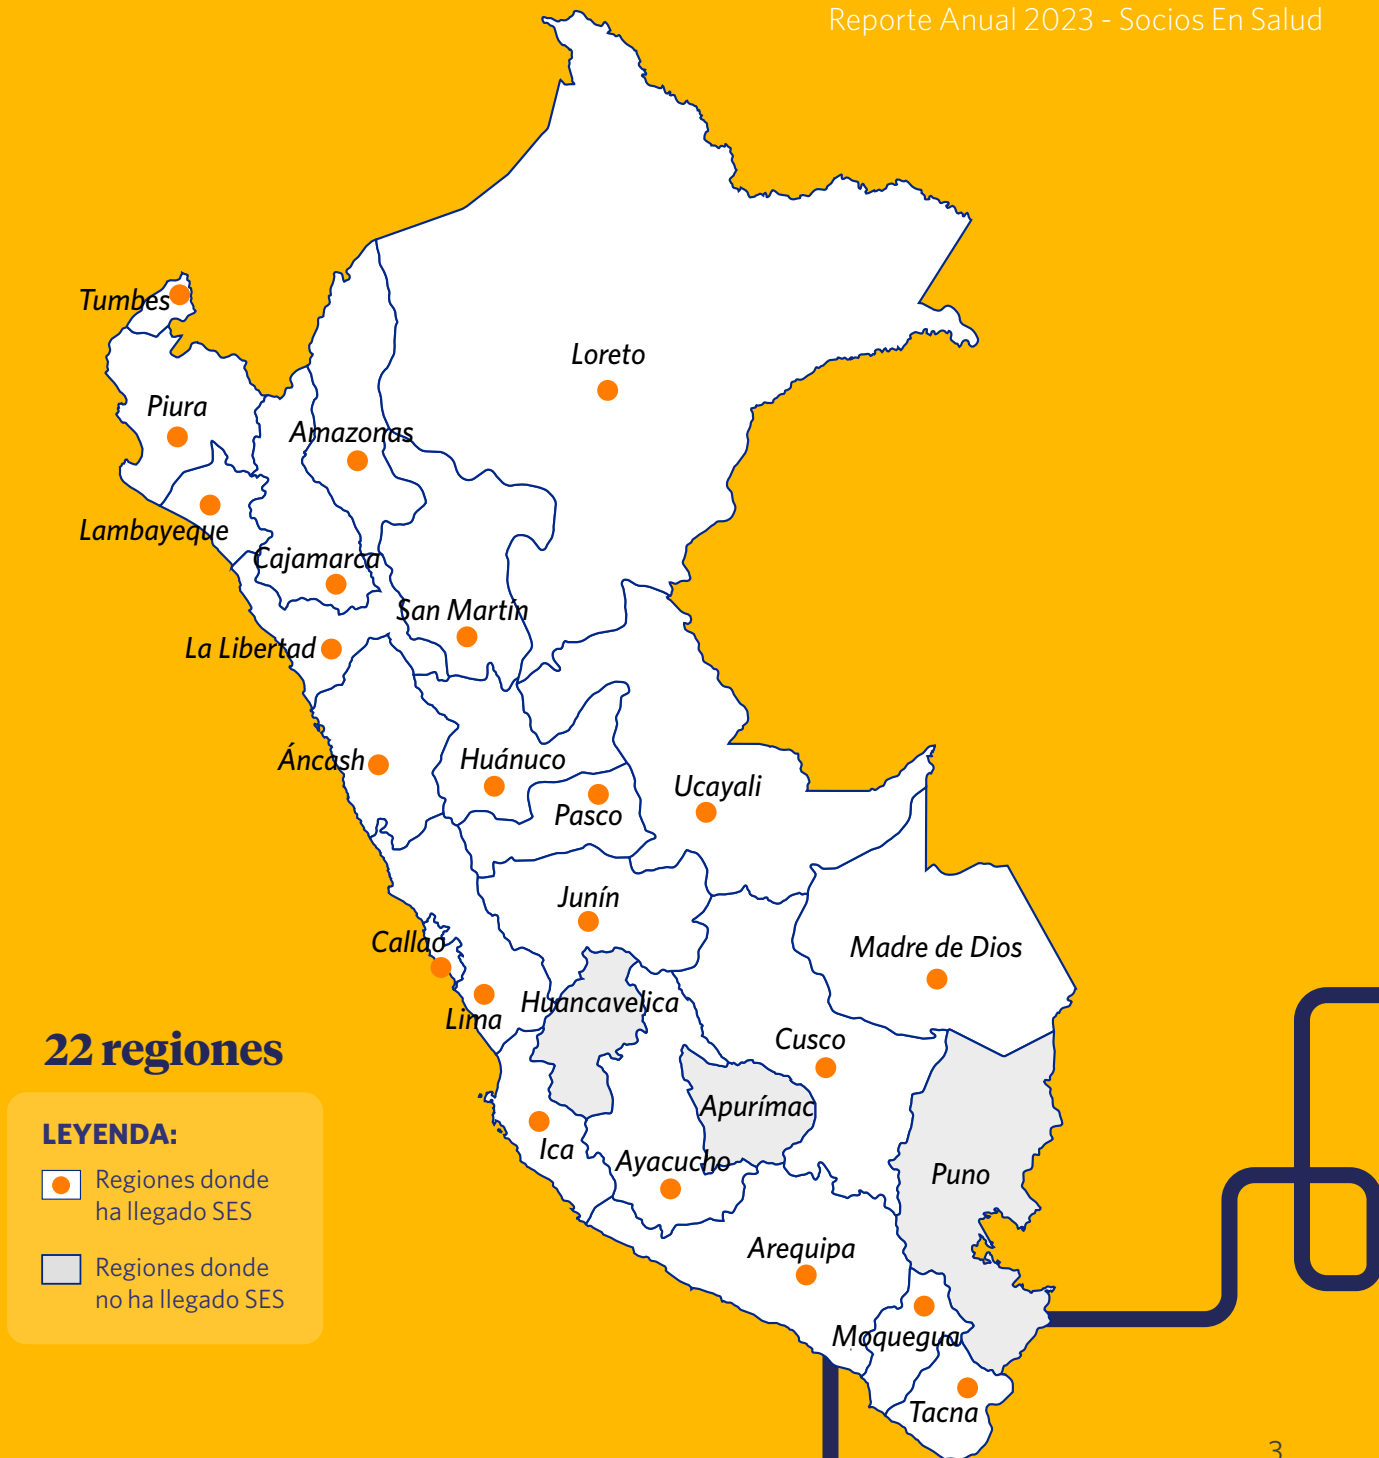 Reporte Anual 2023 - Socios En Salud
Tumbes
Loreto
Piura
Amazonas
Lambayeque
Cajamarca
San Martín
La Libertad
Áncash
Huánuco
Ucayali
Pasco
Junín
Callao
Madre de Dios
Huancavelica
Lima
Cusco
22 regiones
Apurímac
LEYENDA:
Ica
Ayacucho
Puno
Regiones donde
ha llegado SES
Arequipa
Regiones donde
no ha llegado SES
Moquegua
Tacna
3